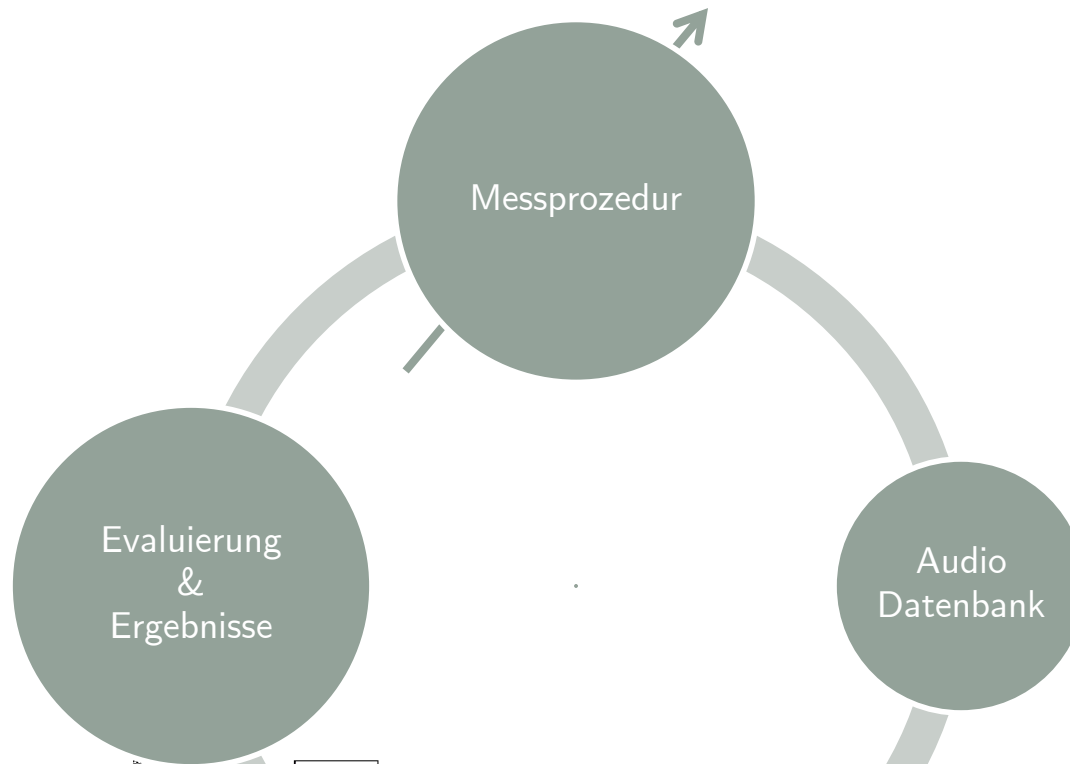 Messprozedur
Evaluierung
&
Ergebnisse
Audio
Datenbank